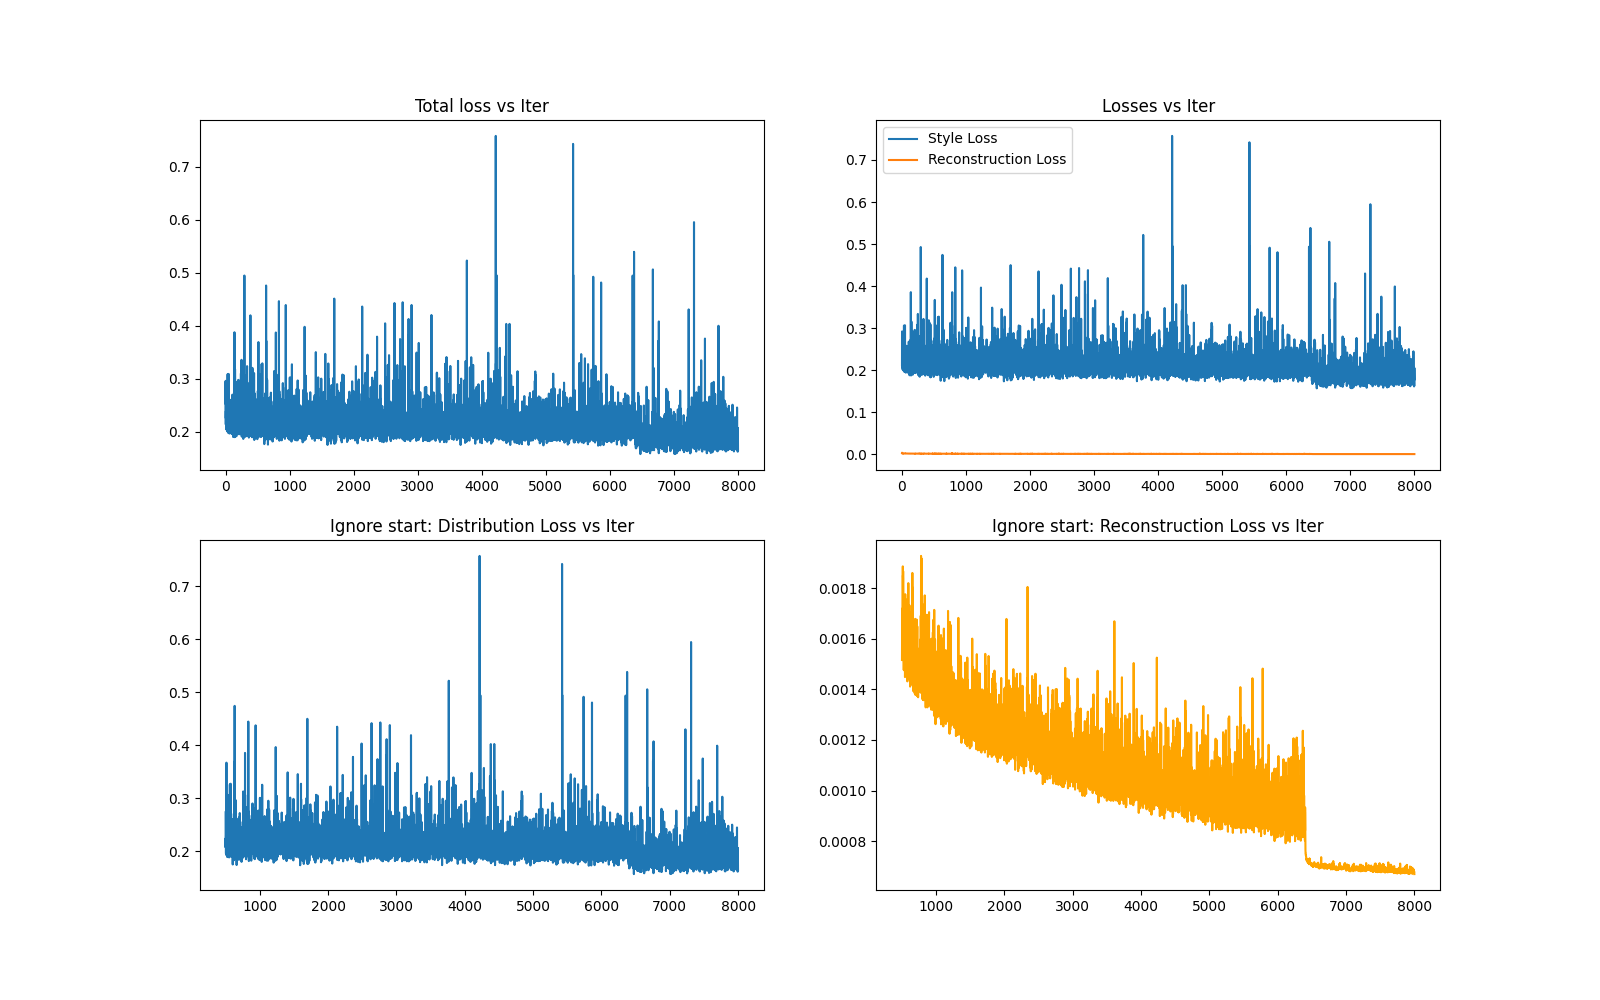 Total loss vs Iter
0.7
0.6
0.5
0.4
0.3
0.2
0 1000 2000 3000 4000 5000 6000 7000 8000
Losses vs Iter
Style Loss
Reconstruction Loss
0.7
0.6
0.5
0.4
0.3
0.2
0.1
0.0
0 1000 2000 3000 4000 5000 6000 7000 8000
Ignore start: Distribution Loss vs Iter
0.7
0.6
0.5
0.4
0.3
0.2
1000 2000 3000 4000 5000 6000 7000 8000
Ignore start: Reconstruction Loss vs Iter
0.0018
0.0016
0.0014
0.0012
0.0010
0.0008
1000 2000 3000 4000 5000 6000 7000 8000